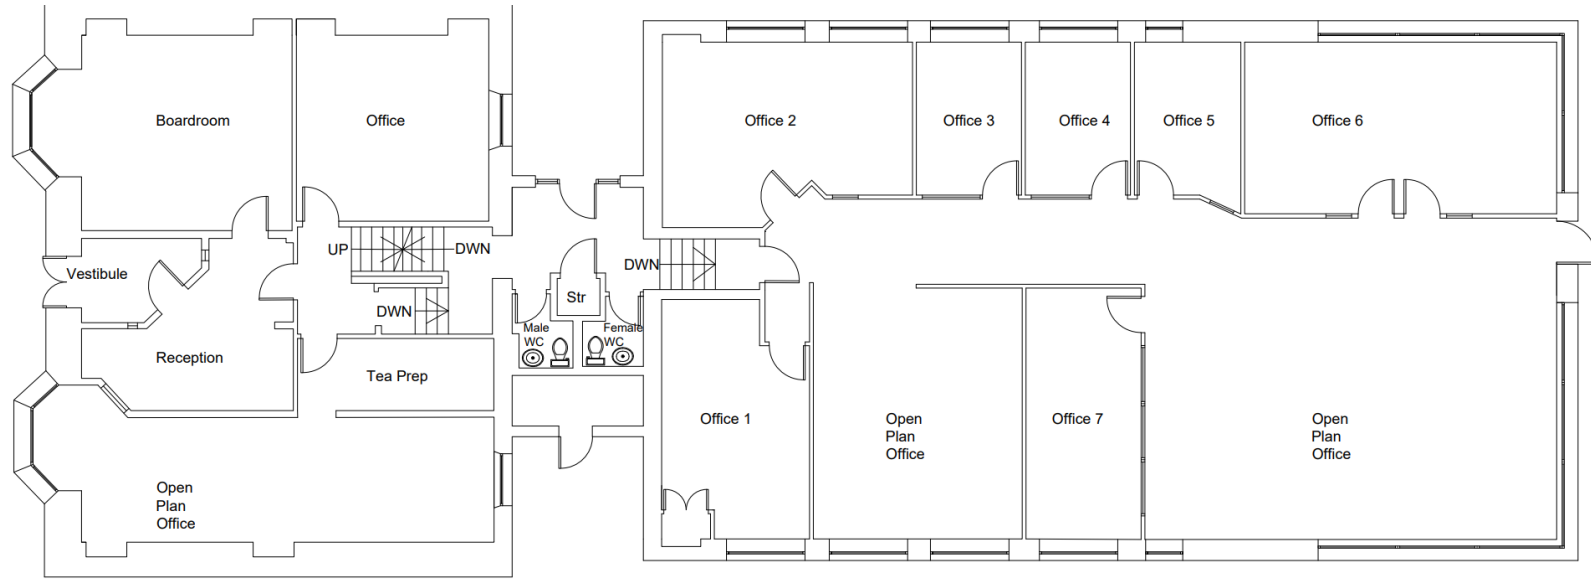 Boardroom
Office
Office 2
Office 3
Office 4
Office 5
Office 6
UP
DWN
DWN
Vestibule
Str
DWN
Male
WC
Female
WC
Reception
Tea Prep
Office 1
Open
Plan
Office
Office 7
Open
Plan
Office
Open
Plan
Office